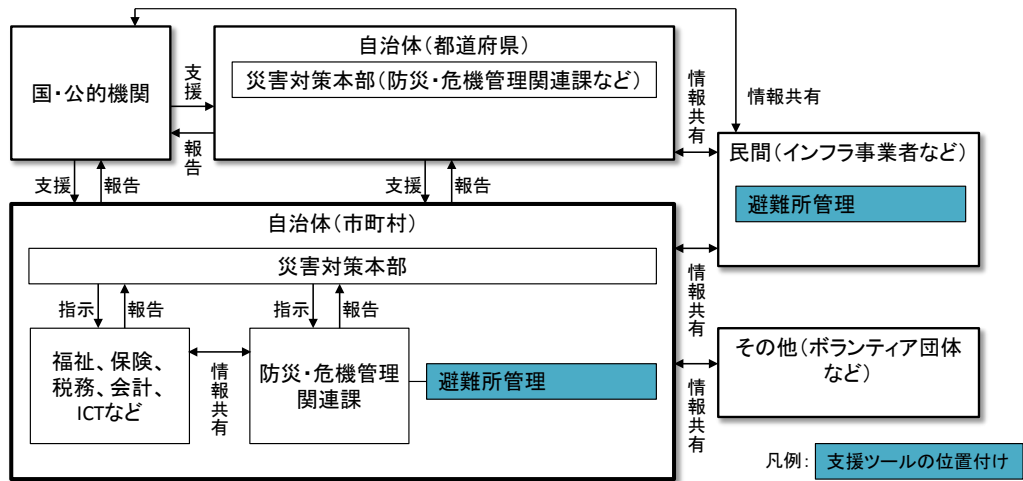 国・公的機関
支援
報告
自治体（都道府県）
災害対策本部（防災・危機管理関連課など）
情報共有
情報共有
民間（インフラ事業者など）
避難所管理
支援
報告
支援
報告
自治体（市町村）
災害対策本部
指示
報告
指示
報告
福祉、保険、
税務、会計、
ICTなど
情報共有
防災・危機管理
関連課
避難所管理
情報共有
情報共有
その他（ボランティア団体
など）
凡例：
支援ツールの位置付け